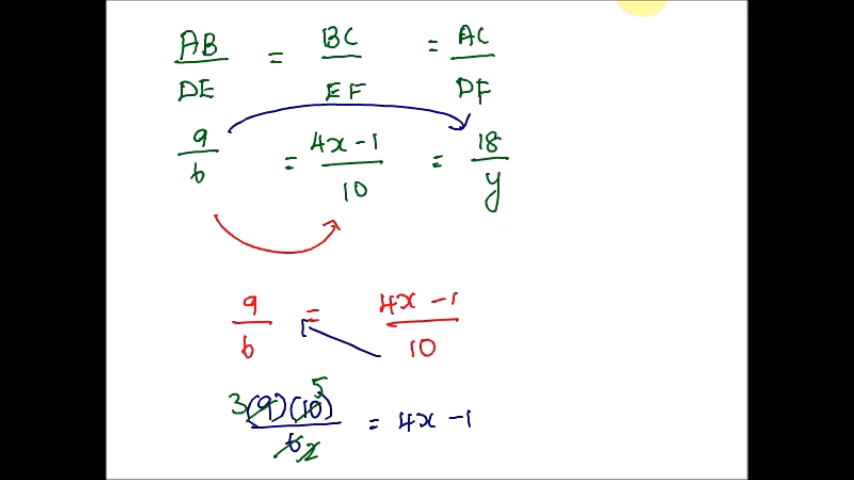 AB/DE = BC/EF = AC/DF
9/6 = 4x-1/10 = 18/y
9/6 = 4x-1/10
3(9)(10)5/6 2 = 4x-1